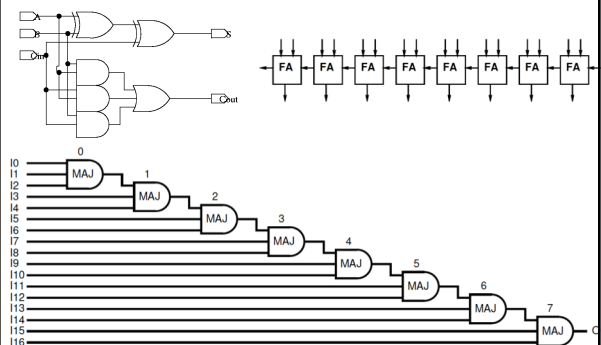 A
B
Cin
S
Cout
FA FA FA FA FA FA FA FA
0
I0
I1
MAJ
1
I2
I3
MAJ
2
I4
I5
MAJ
3
I6
I7
MAJ
4
I8
I9
MAJ
5
I10
I11
MAJ
6
I12
I13
MAJ
7
I14
I15
MAJ
I16